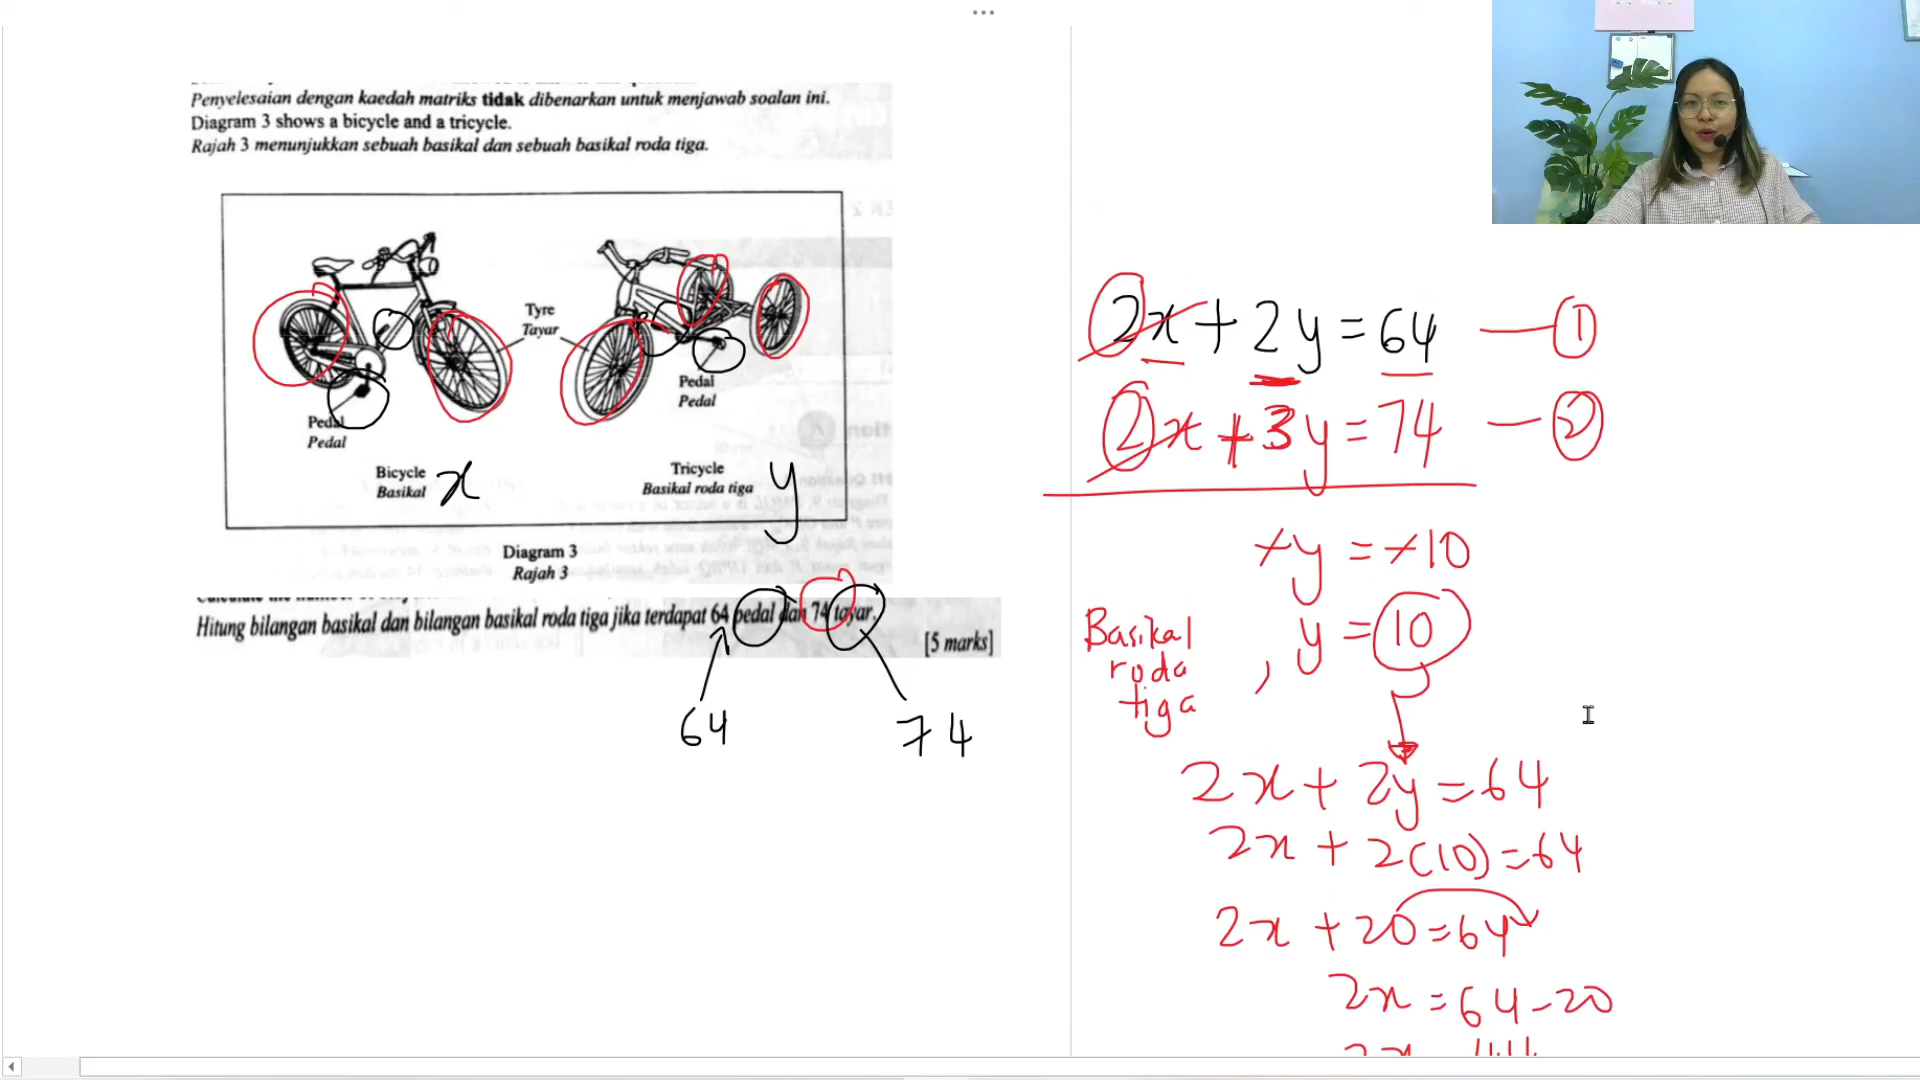 Penyelesaian dengan kaedah matriks tidak dibenarkan untuk menjawab soalan ini.
Diagram 3 shows a bicycle and a tricycle.
Rajah 3 menunjukkan sebuah basikal dan sebuah basikal roda tiga.
Tyre
Tayar
Pedal
Pedal
Pedal
Pedal
Bicycle
Basikal
x
Tricycle
Basikal roda tiga
y
Diagram 3
Rajah 3
Hitung bilangan basikal dan bilangan basikal roda tiga jika terdapat 64 pedal dan 74 tayar.
[5 marks]
64
74
2x + 2y = 64 — 1
2x + 3y = 74 — 2
-y = -10
Basikal roda tiga, y = 10
2x + 2y = 64
2x + 2(10) = 64
2x + 20 = 64
2x = 64 - 20